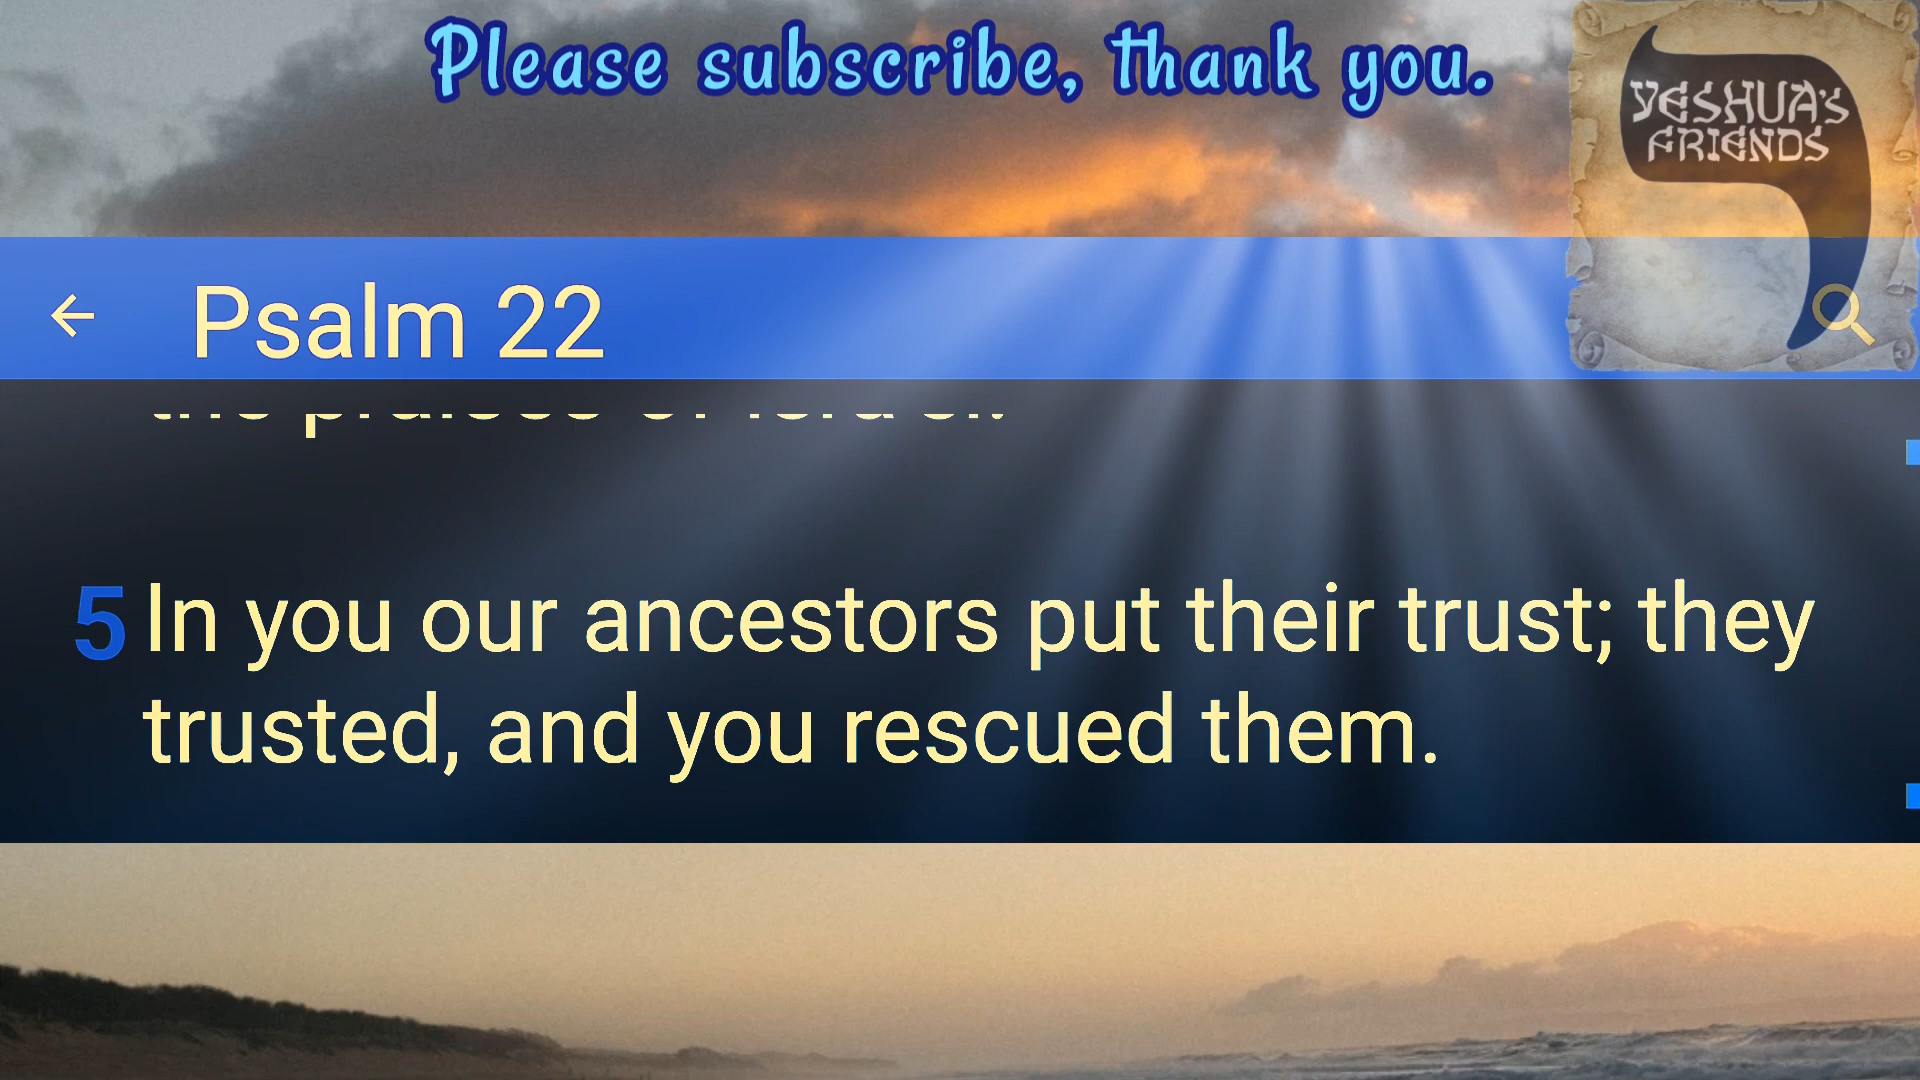 Please subscribe, thank you.
YESHUA'S
FRIENDS
Psalm 22
5 In you our ancestors put their trust; they
trusted, and you rescued them.